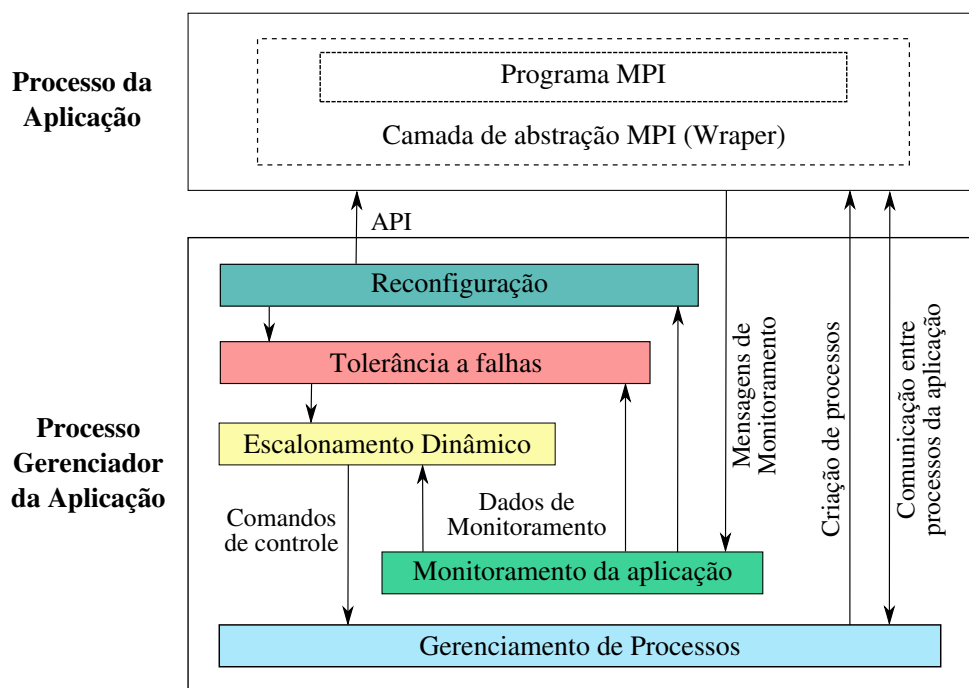 Programa MPI
Processo da
Aplicação
Camada de abstração MPI (Wraper)
API
Reconfiguração
Tolerância a falhas
Processo
Gerenciador
da Aplicação
Escalonamento Dinâmico
Comandos
de controle
Dados de
Monitoramento
Monitoramento da aplicação
Gerenciamento de Processos
Mensagens de
Monitoramento
Criação de processos
Comunicação entre
processos da aplicação